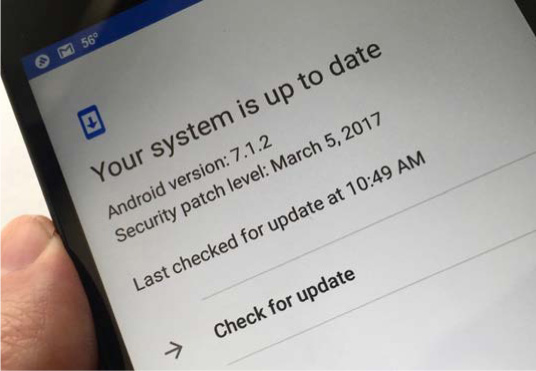 56°
Your system is up to date
Android version: 7.1.2
Security patch level: March 5, 2017
Last checked for update at 10:49 AM
Check for update